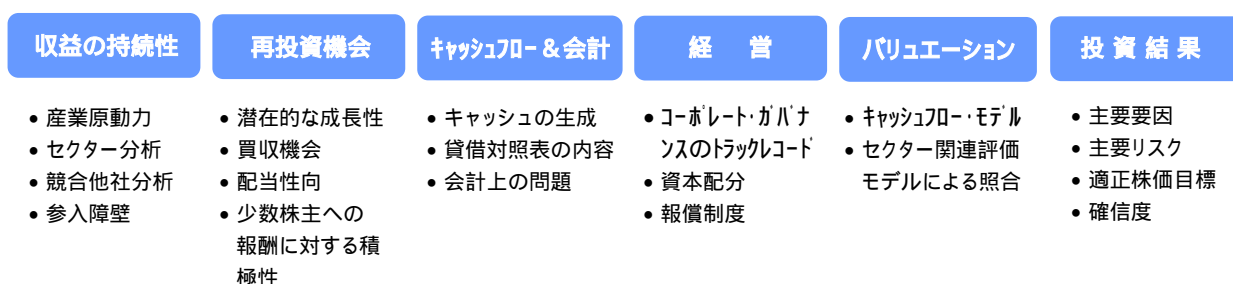 収益の持続性
• 産業原動力
• セクター分析
• 競合他社分析
• 参入障壁
再投資機会
• 潜在的な成長性
• 買収機会
• 配当性向
• 少数株主への
報酬に対する積
極性
ｷｬｯｼｭﾌﾛｰ＆会計
• キャッシュの生成
• 貸借対照表の内容
• 会計上の問題
経 営
• ｺｰﾎﾟﾚｰﾄ･ｶﾞﾊﾞﾅ
ﾝｽのﾄﾗｯｸﾚｺｰﾄﾞ
• 資本配分
• 報償制度
バリュエーション
• ｷｬｯｼｭﾌﾛｰ･ﾓﾃﾞﾙ
• セクター関連評価
モデルによる照合
投 資 結 果
• 主要要因
• 主要リスク
• 適正株価目標
• 確信度